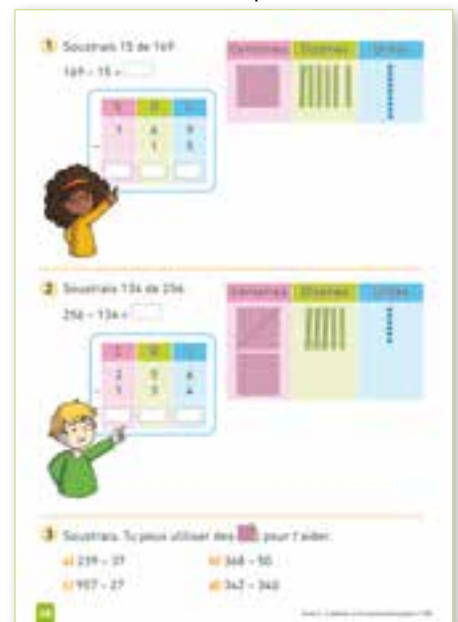 1 Soustrais 15 de 169
169 – 15 =
Centaines Dizaines Unités
C D U
1 6 9
– 1 5
2 Soustrais 134 de 256
256 – 134 =
Centaines Dizaines Unités
C D U
2 5 6
– 1 3 4
3 Soustrais. Tu peux utiliser des pour t'aider.
a) 239 – 37 b) 368 – 50
c) 957 – 27 d) 342 – 340